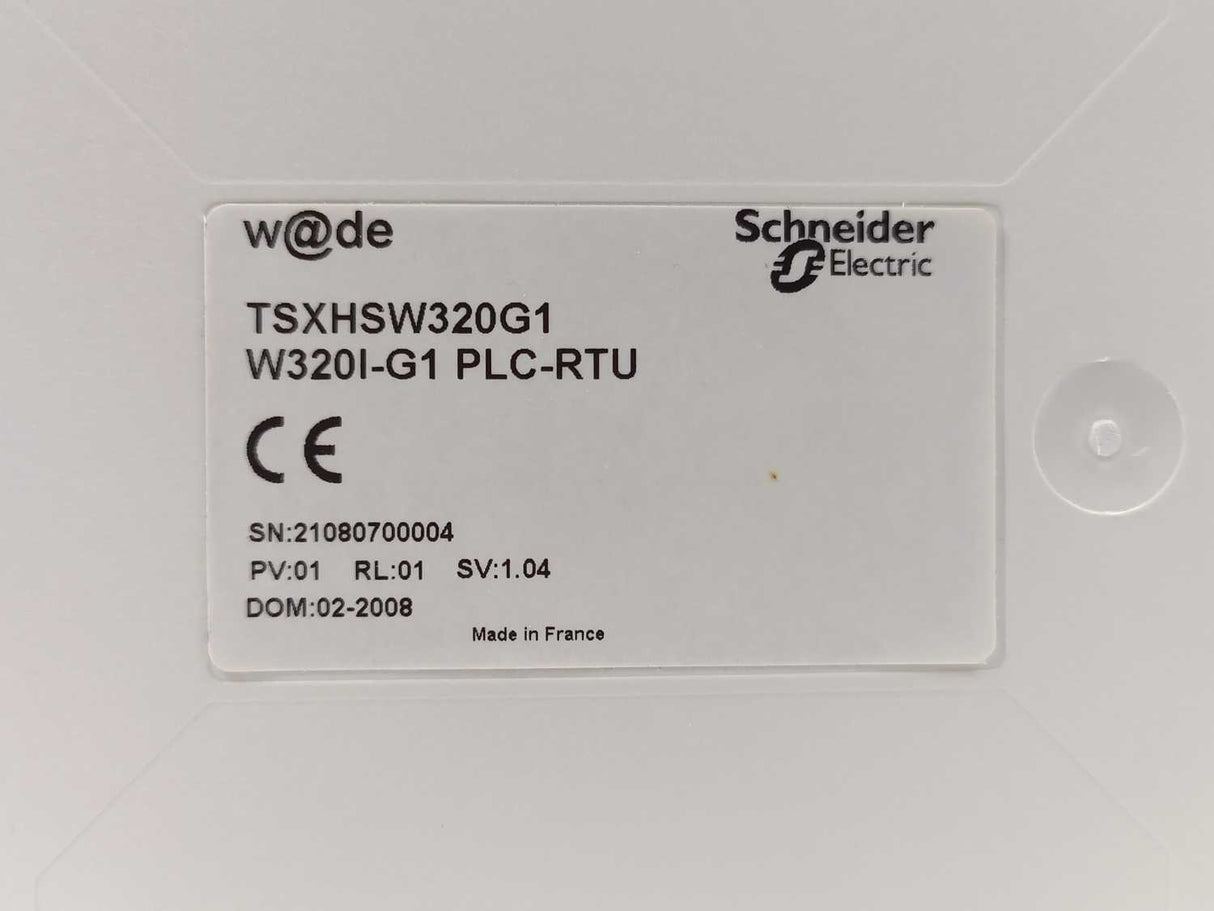 w@de
Schneider
Electric
TSXHSW320G1
W320I-G1 PLC-RTU
CE
SN:21080700004
PV:01 RL:01 SV:1.04
DOM:02-2008
Made in France